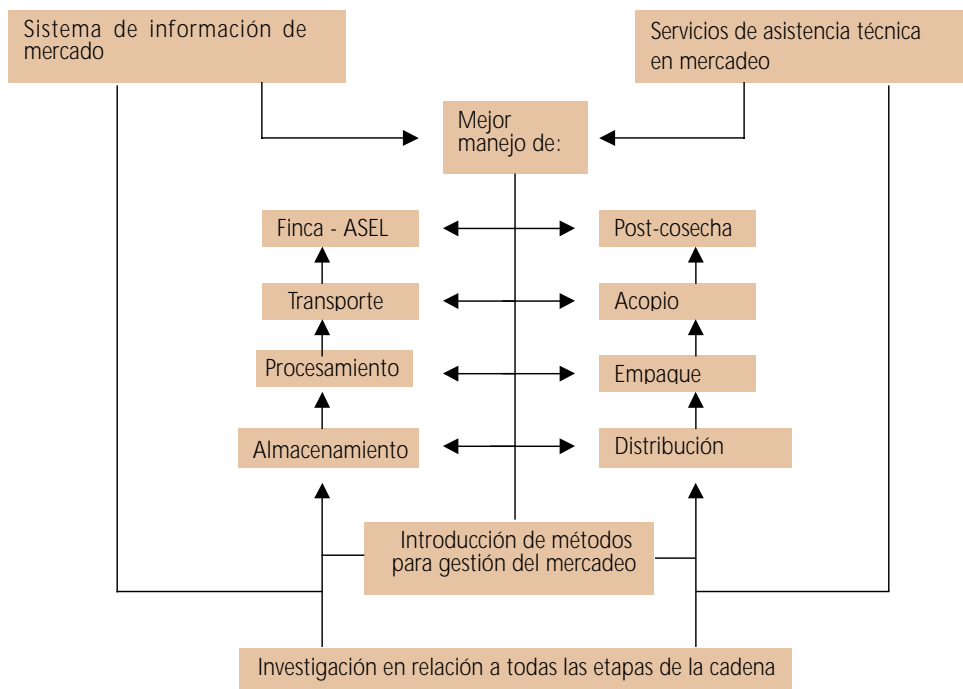 Sistema de información de
mercado
Servicios de asistencia técnica
en mercadeo
Mejor
manejo de:
Finca - ASEL
Post-cosecha
Transporte
Acopio
Procesamiento
Empaque
Almacenamiento
Distribución
Introducción de métodos
para gestión del mercadeo
Investigación en relación a todas las etapas de la cadena